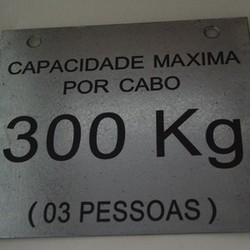 CAPACIDADE MAXIMA
POR CABO
300 Kg
(03 PESSOAS)